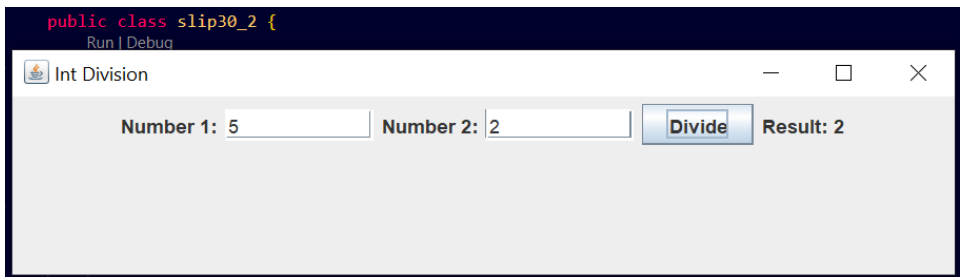 public class slip30_2 {
Run | Debug
Int Division
Number 1: 5 Number 2: 2 Divide Result: 2